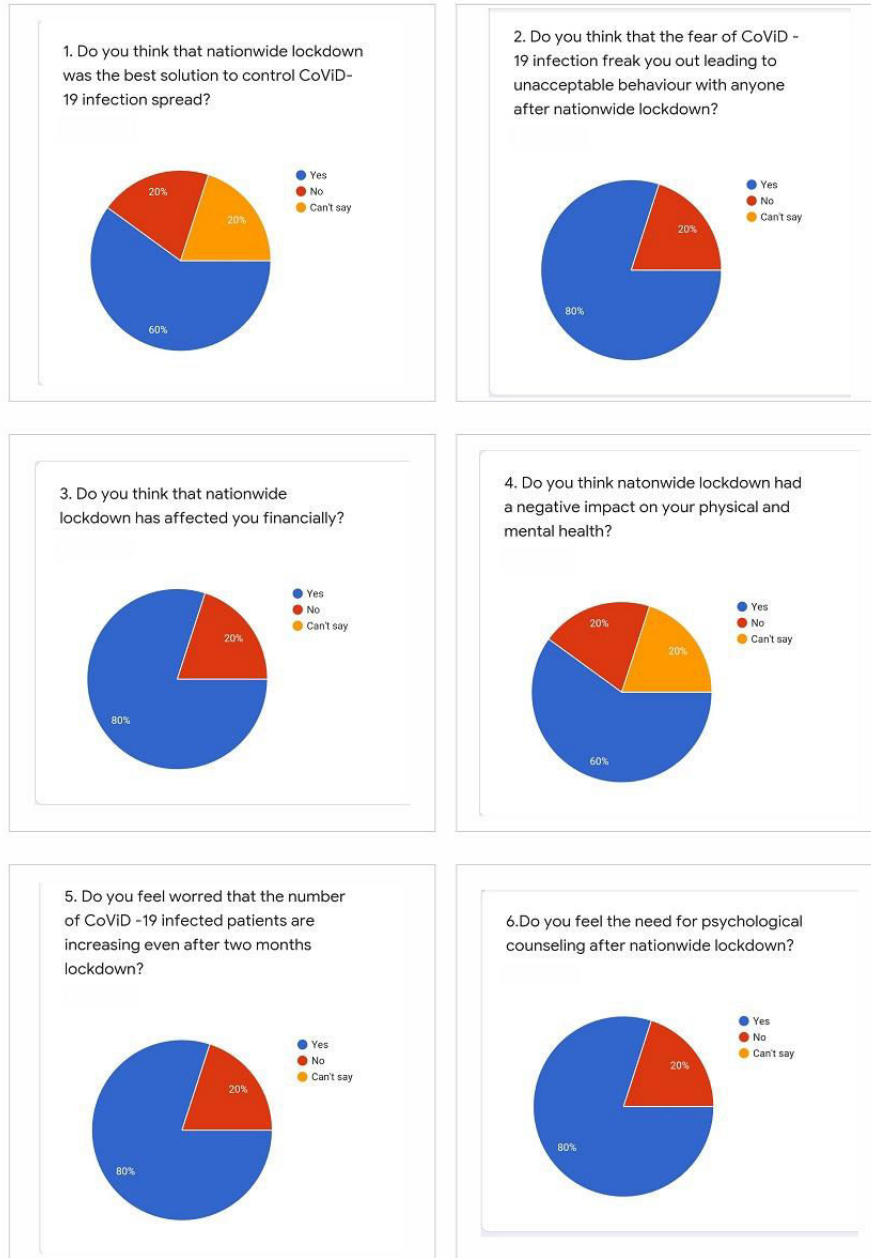 1. Do you think that nationwide lockdown
was the best solution to control CoViD-
19 infection spread?
Yes
No
Can't say
20%
20%
60%
2. Do you think that the fear of CoViD -
19 infection freak you out leading to
unacceptable behaviour with anyone
after nationwide lockdown?
Yes
No
Can't say
20%
80%
3. Do you think that nationwide
lockdown has affected you financially?
Yes
No
Can't say
20%
80%
4. Do you think natonwide lockdown had
a negative impact on your physical and
mental health?
Yes
No
Can't say
20%
20%
60%
5. Do you feel worred that the number
of CoViD -19 infected patients are
increasing even after two months
lockdown?
Yes
No
Can't say
20%
80%
6.Do you feel the need for psychological
counseling after nationwide lockdown?
Yes
No
Can't say
20%
80%